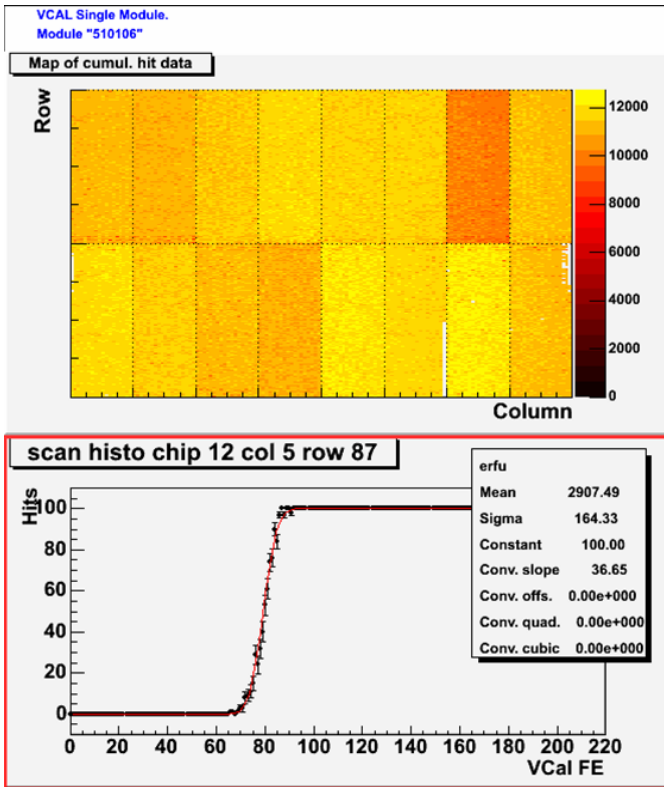 VCAL Single Module.
Module "510106"
Map of cumul. hit data
Row
12000
10000
8000
6000
4000
2000
0
Column
scan histo chip 12 col 5 row 87
Hits
100
80
60
40
20
0
0 20 40 60 80 100 120 140 160 180 200 220
VCal FE
erfu
Mean 2907.49
Sigma 164.33
Constant 100.00
Conv. slope 36.65
Conv. offs. 0.00e+000
Conv. quad. 0.00e+000
Conv. cubic 0.00e+000